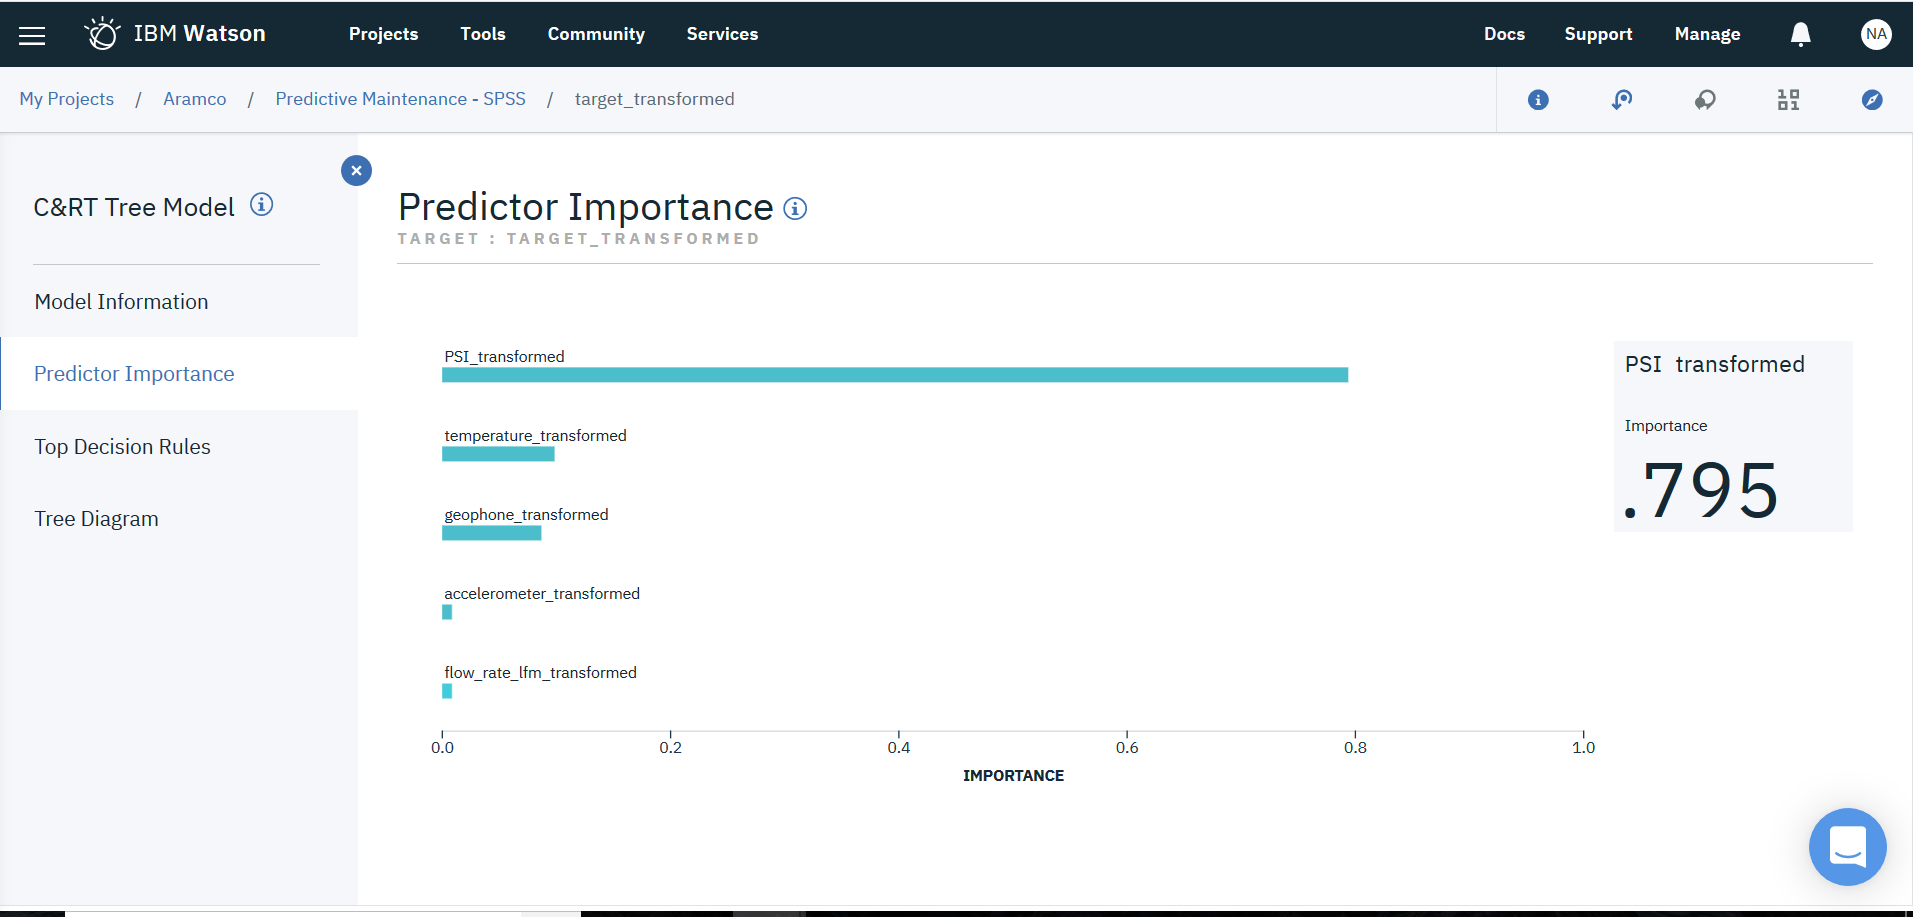 IBM Watson Projects Tools Community Services Docs Support Manage NA
My Projects / Aramco / Predictive Maintenance - SPSS / target_transformed
C&RT Tree Model
Model Information
Predictor Importance
Top Decision Rules
Tree Diagram
Predictor Importance
TARGET : TARGET_TRANSFORMED
PSI_transformed
temperature_transformed
geophone_transformed
accelerometer_transformed
flow_rate_lfm_transformed
0.0 0.2 0.4 0.6 0.8 1.0
IMPORTANCE
PSI transformed
Importance
.795